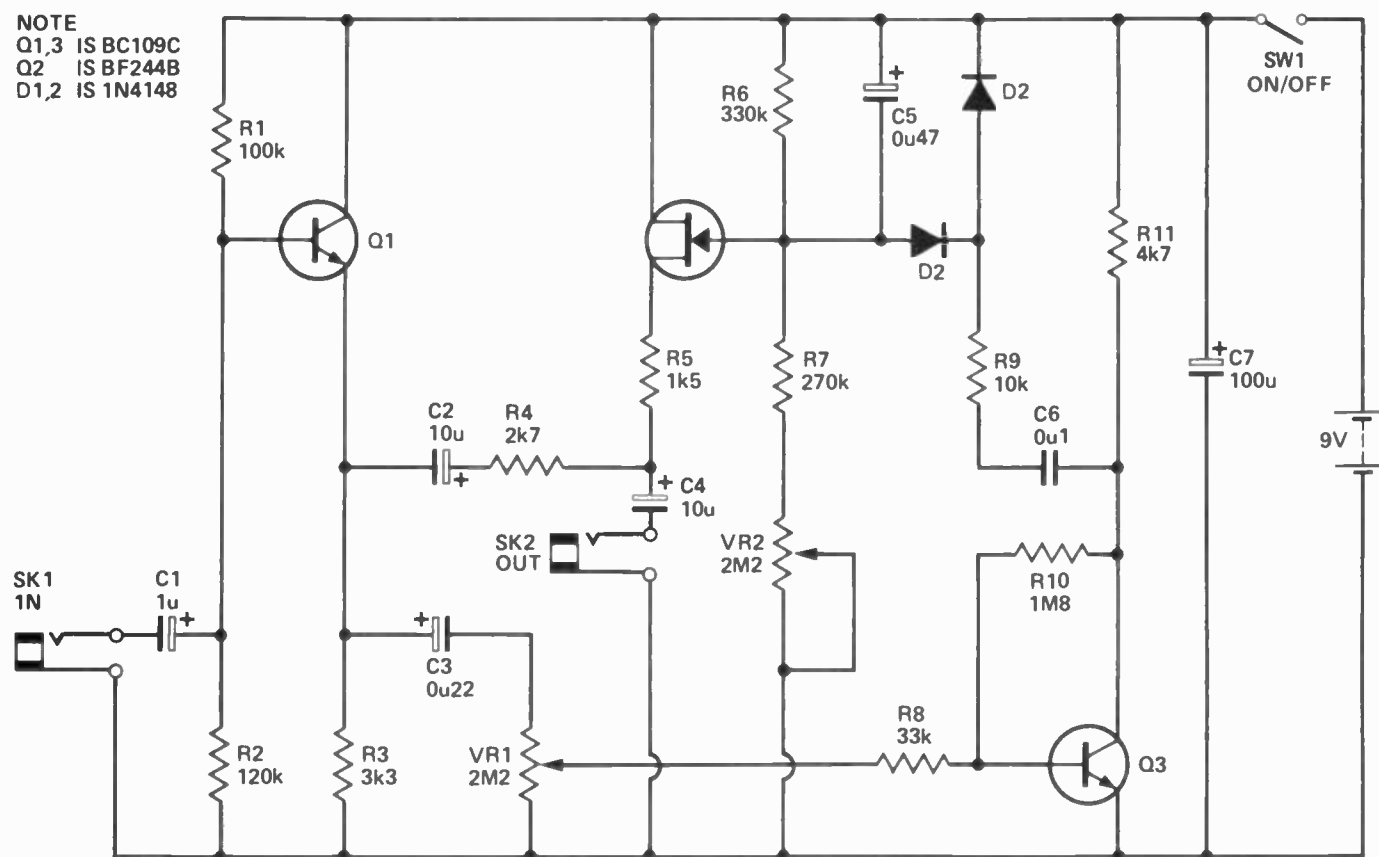 NOTE
Q1,3 IS BC109C
Q2 IS BF244B
D1,2 IS 1N4148
R1
100k
Q1
R6
330k
+
C5
0u47
D2
SW1
ON/OFF
D2
R11
4k7
R5
1k5
R7
270k
R9
10k
+
C7
100u
C2
10u
+
R4
2k7
C6
0u1
9V
+
C4
10u
SK2
OUT
VR2
2M2
R10
1M8
SK1
1N
C1
1u
+
+
C3
0u22
R2
120k
R3
3k3
VR1
2M2
R8
33k
Q3